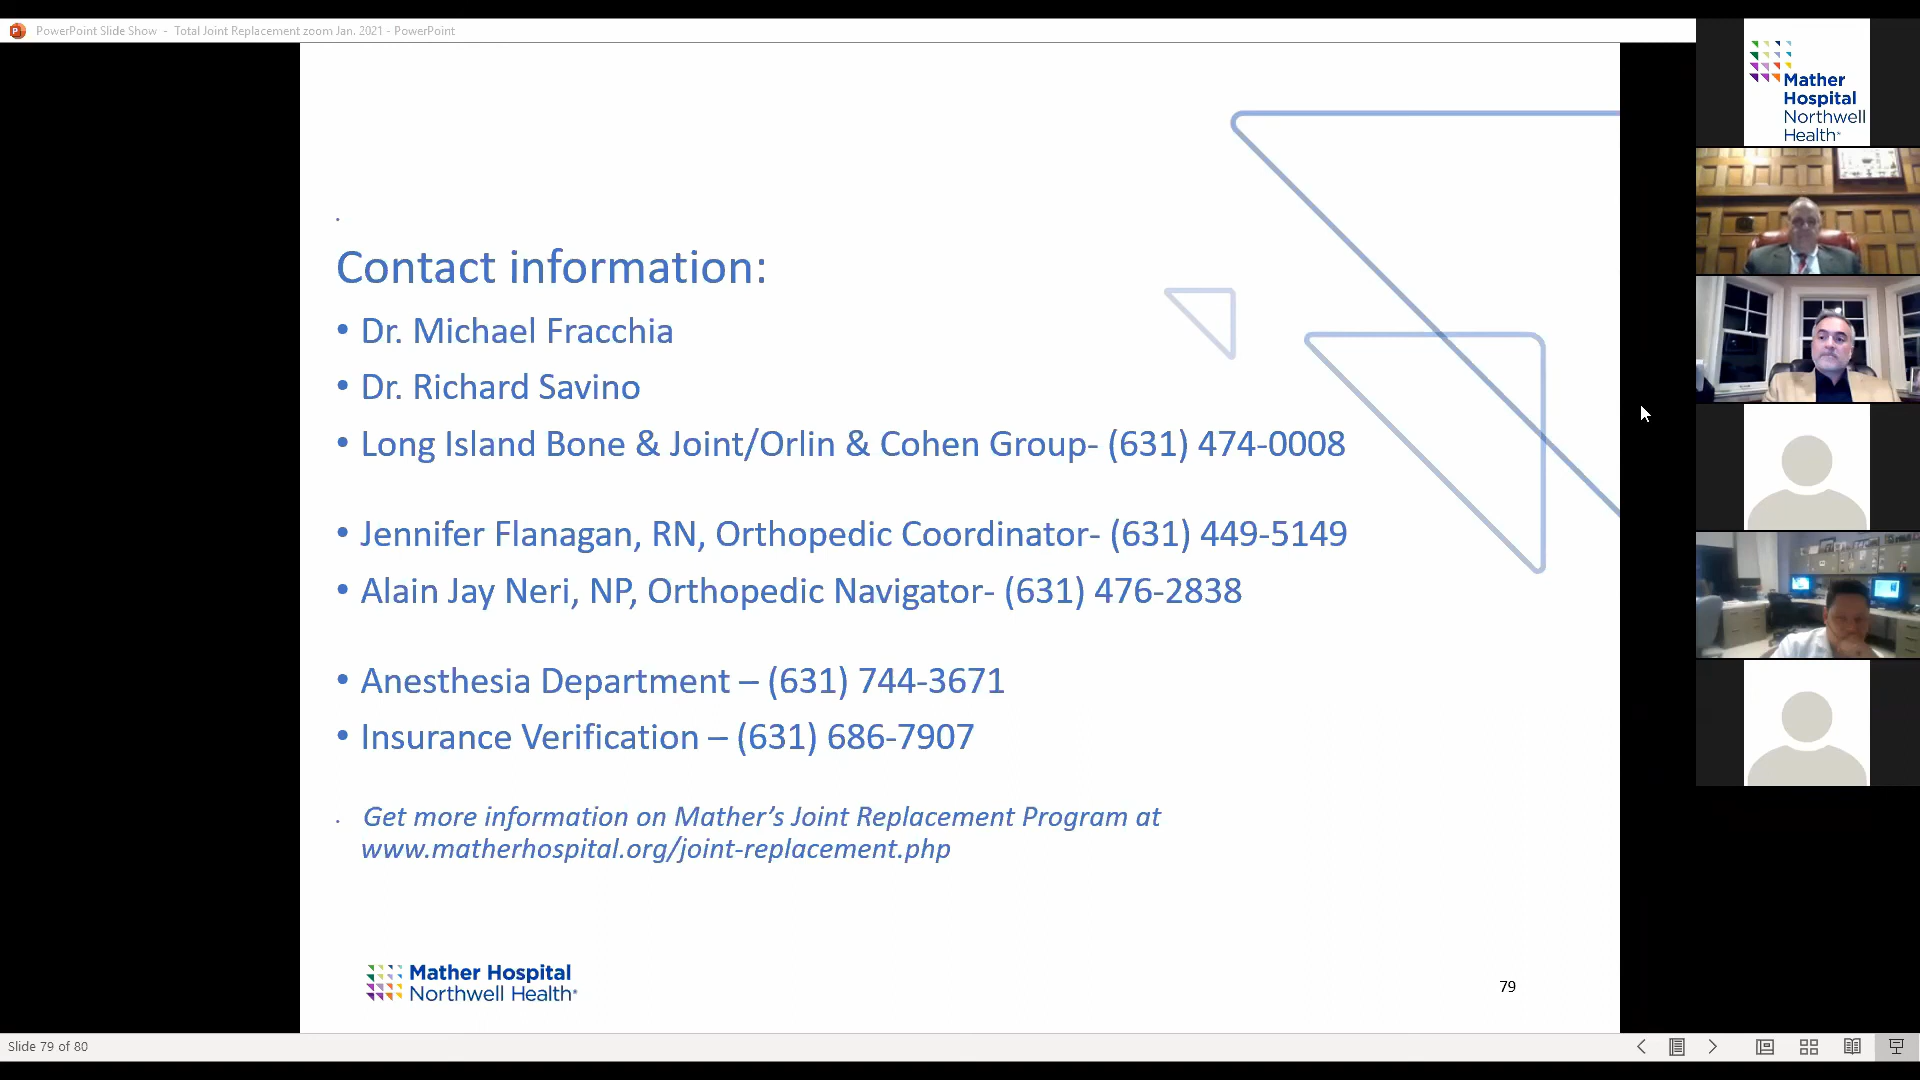 PowerPoint Slide Show - Total Joint Replacement zoom Jan. 2021 - PowerPoint
Mather
Hospital
Northwell
Health®
Contact information:
• Dr. Michael Fracchia
• Dr. Richard Savino
• Long Island Bone & Joint/Orlin & Cohen Group- (631) 474-0008
• Jennifer Flanagan, RN, Orthopedic Coordinator- (631) 449-5149
• Alain Jay Neri, NP, Orthopedic Navigator- (631) 476-2838
• Anesthesia Department – (631) 744-3671
• Insurance Verification – (631) 686-7907
• Get more information on Mather’s Joint Replacement Program at
www.matherhospital.org/joint-replacement.php
Mather Hospital
Northwell Health®
79
Slide 79 of 80